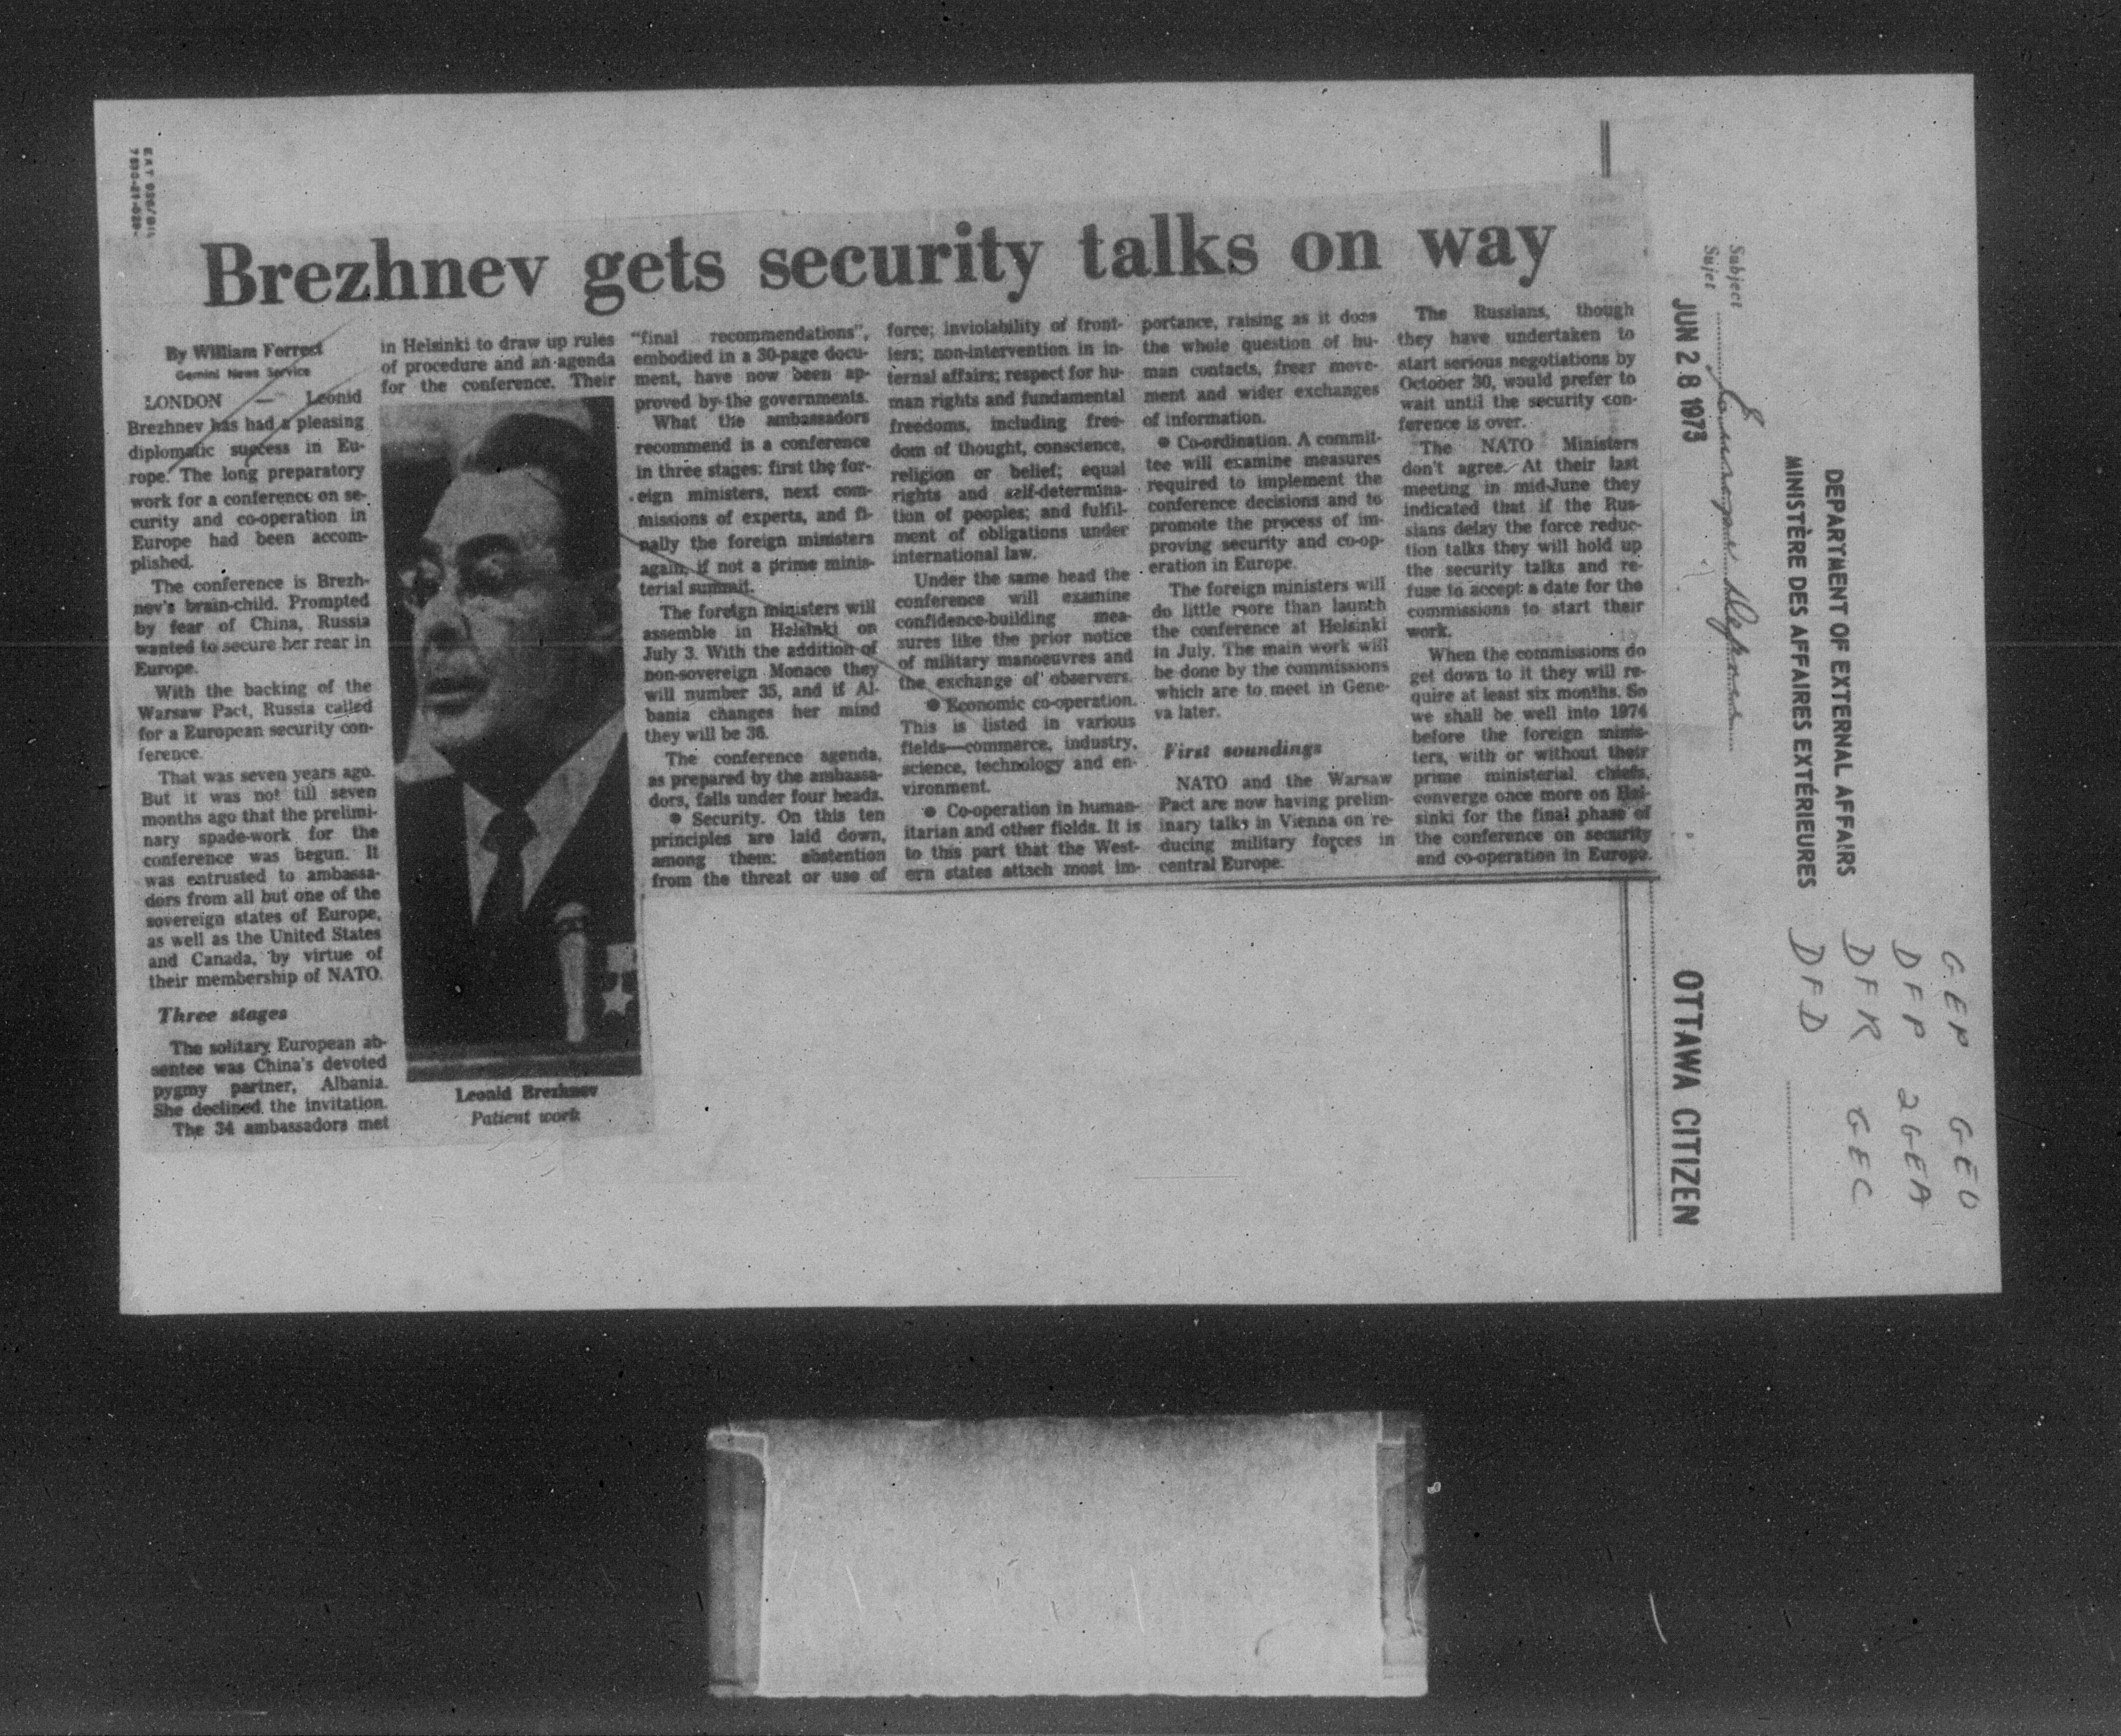 Brezhnev gets security talks on way
By William Forrest
Gemini News Service
LONDON — Leonid
Brezhnev has had a pleasing
diplomatic success in Eu-
rope. The long preparatory
work for a conference on se-
curity and co-operation in
Europe had been accom-
plished.
The conference is Brezh-
nev's brain-child. Prompted
by fear of China, Russia
wanted to secure her rear in
Europe.
With the backing of the
Warsaw Pact, Russia called
for a European security con-
ference.
That was seven years ago.
But it was not till seven
months ago that the prelimi-
nary spade-work for the
conference was begun. It
was entrusted to ambassa-
dors from all but one of the
sovereign states of Europe,
as well as the United States
and Canada, by virtue of
their membership of NATO.
Three stages
The solitary European ab-
sentee was China's devoted
pygmy partner, Albania.
She declined the invitation.
The 34 ambassadors met
in Helsinki to draw up rules
of procedure and an agenda
for the conference. Their
Leonid Brezhnev
Patient work
"final recommendations",
embodied in a 30-page docu-
ment, have now been ap-
proved by the governments.
What the ambassadors
recommend is a conference
in three stages: first the for-
eign ministers, next com-
missions of experts, and fi-
nally the foreign ministers
again, if not a prime minis-
terial summit.
The foreign ministers will
assemble in Helsinki on
July 3. With the addition of
non-sovereign Monaco they
will number 35, and if Al-
bania changes her mind
they will be 36.
The conference agenda,
as prepared by the ambassa-
dors, falls under four heads.
• Security. On this ten
principles are laid down,
among them: abstention
from the threat or use of
force; inviolability of front-
iers; non-intervention in in-
ternal affairs; respect for hu-
man rights and fundamental
freedoms, including free-
dom of thought, conscience,
religion or belief; equal
rights and self-determina-
tion of peoples; and fulfil-
ment of obligations under
international law.
Under the same head the
conference will examine
confidence-building mea-
sures like the prior notice
of military manoeuvres and
the exchange of observers.
• Economic co-operation.
This is listed in various
fields—commerce, industry,
science, technology and en-
vironment.
• Co-operation in human-
itarian and other fields. It is
to this part that the West-
ern states attach most im-
portance, raising as it does
the whole question of hu-
man contacts, freer move-
ment and wider exchanges
of information.
• Co-ordination. A commit-
tee will examine measures
required to implement the
conference decisions and to
promote the process of im-
proving security and co-op-
eration in Europe.
The foreign ministers will
do little more than launch
the conference at Helsinki
in July. The main work will
be done by the commissions
which are to meet in Gene-
va later.
First soundings
NATO and the Warsaw
Pact are now having prelim-
inary talks in Vienna on re-
ducing military forces in
central Europe.
The Russians, though
they have undertaken to
start serious negotiations by
October 30, would prefer to
wait until the security con-
ference is over.
The NATO Ministers
don't agree. At their last
meeting in mid-June they
indicated that if the Rus-
sians delay the force reduc-
tion talks they will hold up
the security talks and re-
fuse to accept a date for the
commissions to start their
work.
When the commissions do
get down to it they will re-
quire at least six months. So
we shall be well into 1974
before the foreign minis-
ters, with or without their
prime ministerial chiefs,
converge once more on Hel-
sinki for the final phase of
the conference on security
and co-operation in Europe.
DEPARTMENT OF EXTERNAL AFFAIRS
MINISTÈRE DES AFFAIRES EXTÉRIEURES
Subject
Sujet
JUN 28 1973
OTTAWA CITIZEN
GEP GEO
DFP 2GEA
DFR GEC
DFD